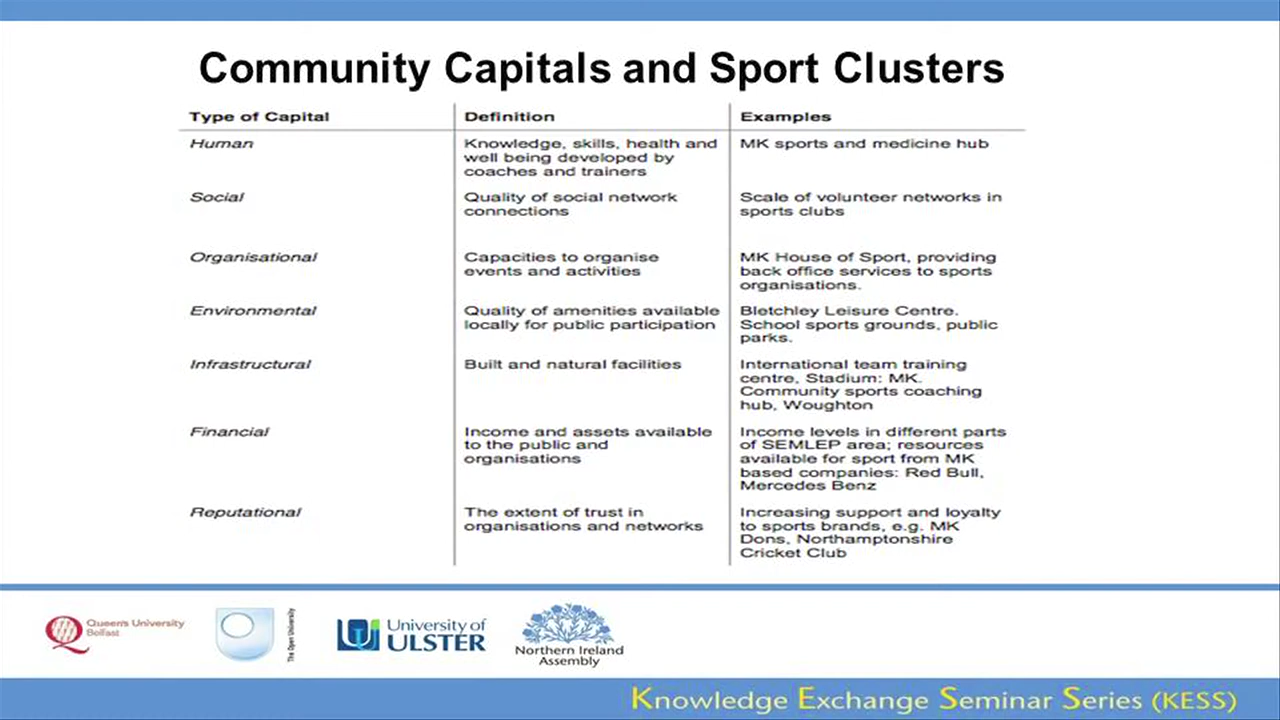 Community Capitals and Sport Clusters
Type of Capital
Definition
Examples
Human
Knowledge, skills, health and
well being developed by
coaches and trainers
MK sports and medicine hub
Social
Quality of social network
connections
Scale of volunteer networks in
sports clubs
Organisational
Capacities to organise
events and activities
MK House of Sport, providing
back office services to sports
organisations.
Environmental
Quality of amenities available
locally for public participation
Bletchley Leisure Centre.
School sports grounds, public
parks.
Infrastructural
Built and natural facilities
International team training
centre, Stadium: MK.
Community sports coaching
hub, Woughton
Financial
Income and assets available
to the public and
organisations
Income levels in different parts
of SEMLEP area; resources
available for sport from MK
based companies: Red Bull,
Mercedes Benz
Reputational
The extent of trust in
organisations and networks
Increasing support and loyalty
to sports brands, e.g. MK
Dons, Northamptonshire
Cricket Club
Queen's University
Belfast
The Open University
University of
ULSTER
Northern Ireland
Assembly
Knowledge Exchange Seminar Series (KESS)